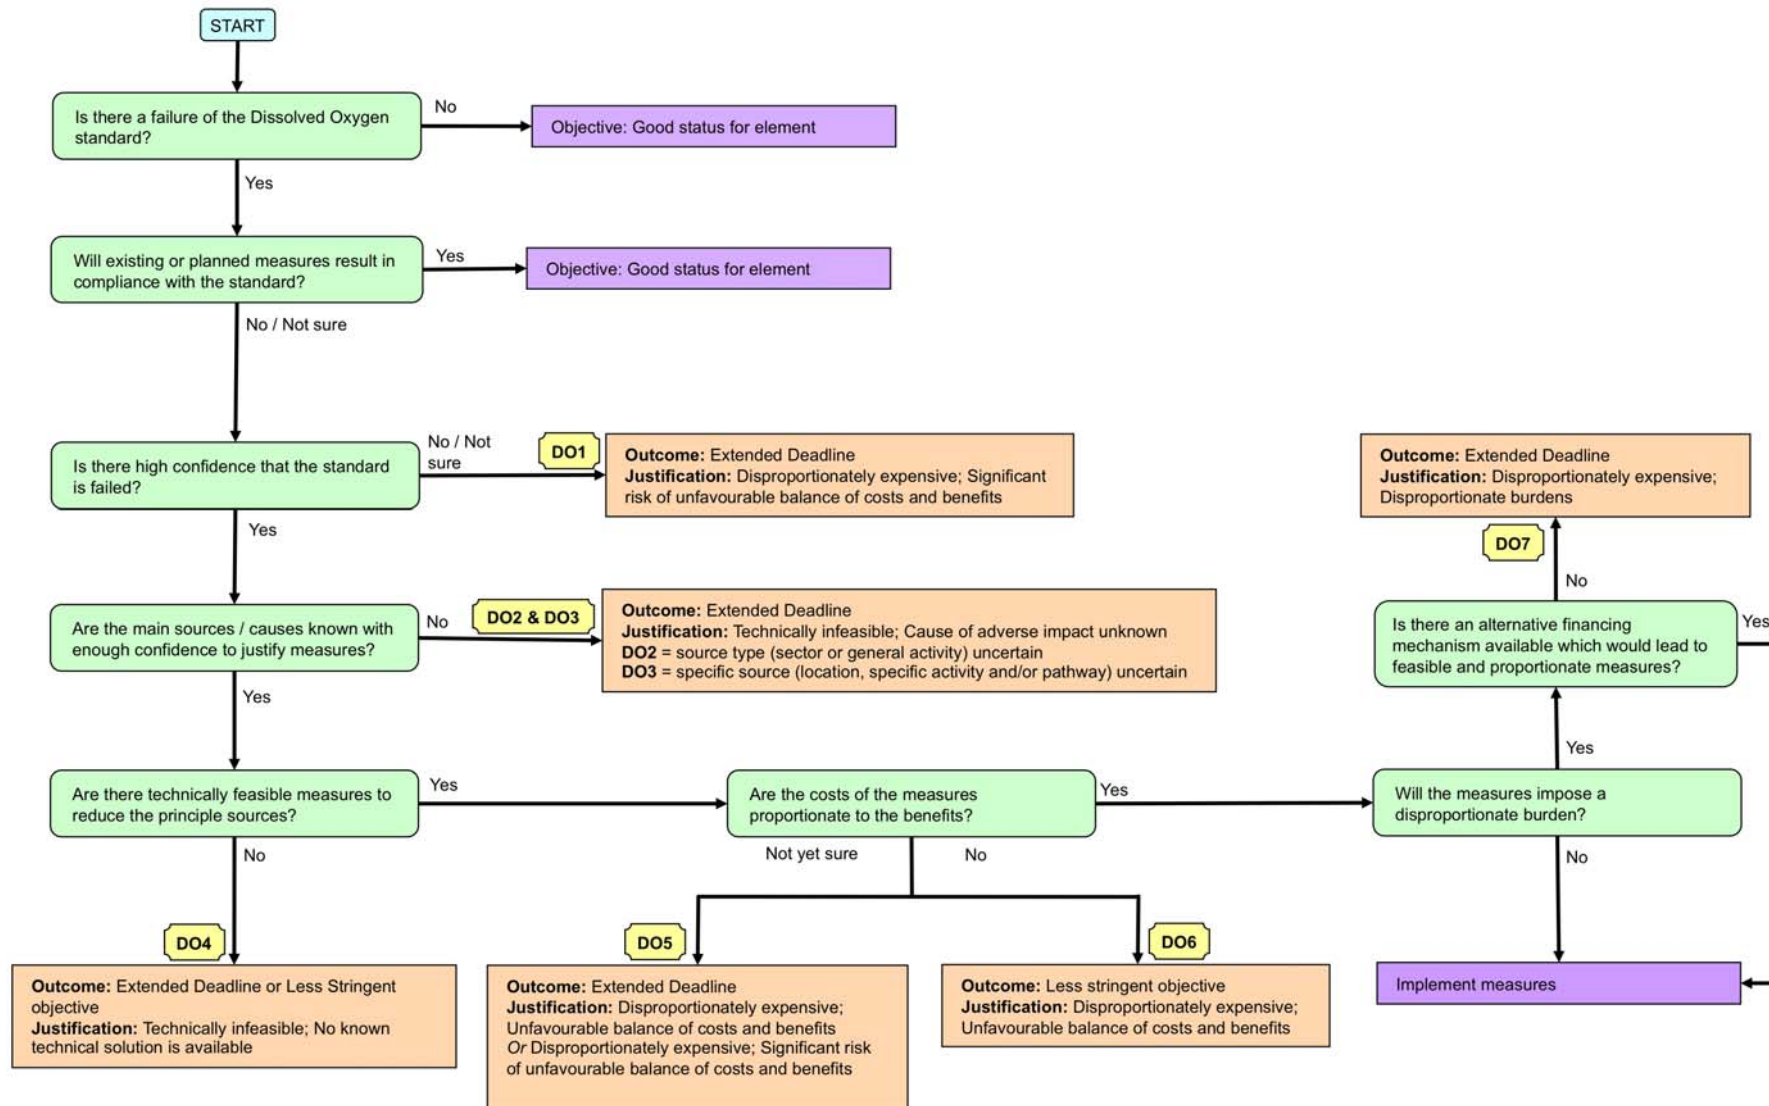 START
Is there a failure of the Dissolved Oxygen
standard?
No
Objective: Good status for element
Yes
Will existing or planned measures result in
compliance with the standard?
Yes
Objective: Good status for element
No / Not sure
Is there high confidence that the standard
is failed?
No / Not
sure
DO1
Outcome: Extended Deadline
Justification: Disproportionately expensive; Significant
risk of unfavourable balance of costs and benefits
Yes
Are the main sources / causes known with
enough confidence to justify measures?
No
DO2 & DO3
Outcome: Extended Deadline
Justification: Technically infeasible; Cause of adverse impact unknown
DO2 = source type (sector or general activity) uncertain
DO3 = specific source (location, specific activity and/or pathway) uncertain
Yes
Are there technically feasible measures to
reduce the principle sources?
Yes
No
DO4
Outcome: Extended Deadline or Less Stringent
objective
Justification: Technically infeasible; No known
technical solution is available
Are the costs of the measures
proportionate to the benefits?
Yes
Not yet sure
No
DO5
Outcome: Extended Deadline
Justification: Disproportionately expensive;
Unfavourable balance of costs and benefits
Or Disproportionately expensive; Significant risk
of unfavourable balance of costs and benefits
DO6
Outcome: Less stringent objective
Justification: Disproportionately expensive;
Unfavourable balance of costs and benefits
Will the measures impose a
disproportionate burden?
Yes
No
Is there an alternative financing
mechanism available which would lead to
feasible and proportionate measures?
Yes
No
DO7
Outcome: Extended Deadline
Justification: Disproportionately expensive;
Disproportionate burdens
Implement measures